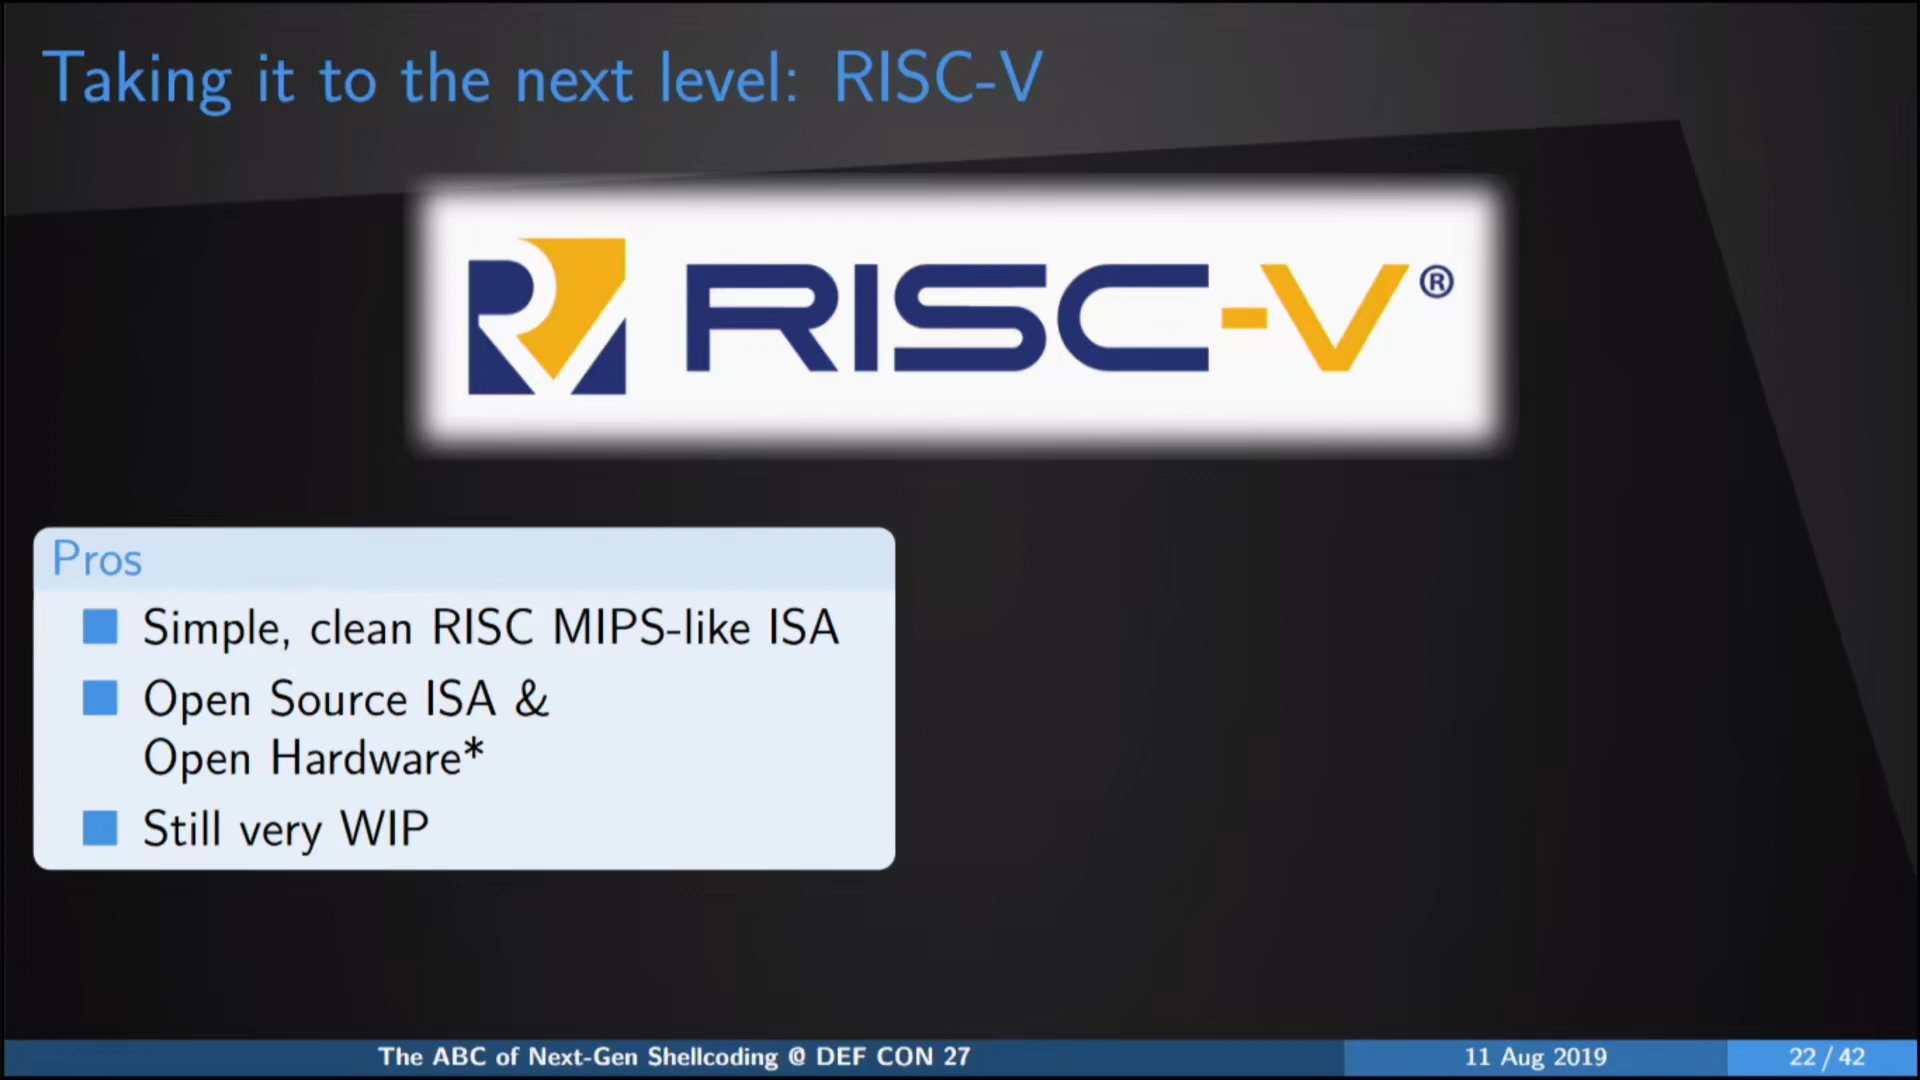 Taking it to the next level: RISC-V
RISC-V®
Pros
Simple, clean RISC MIPS-like ISA
Open Source ISA &
Open Hardware*
Still very WIP
The ABC of Next-Gen Shellcoding @ DEF CON 27
11 Aug 2019
22 / 42